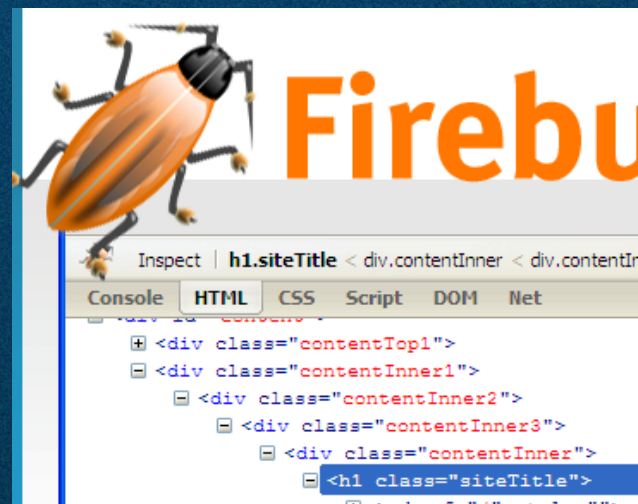 Firebu
Inspect | h1.siteTitle < div.contentInner < div.contentIn
Console HTML CSS Script DOM Net
<div class="contentTop1">
<div class="contentInner1">
<div class="contentInner2">
<div class="contentInner3">
<div class="contentInner">
<h1 class="siteTitle">